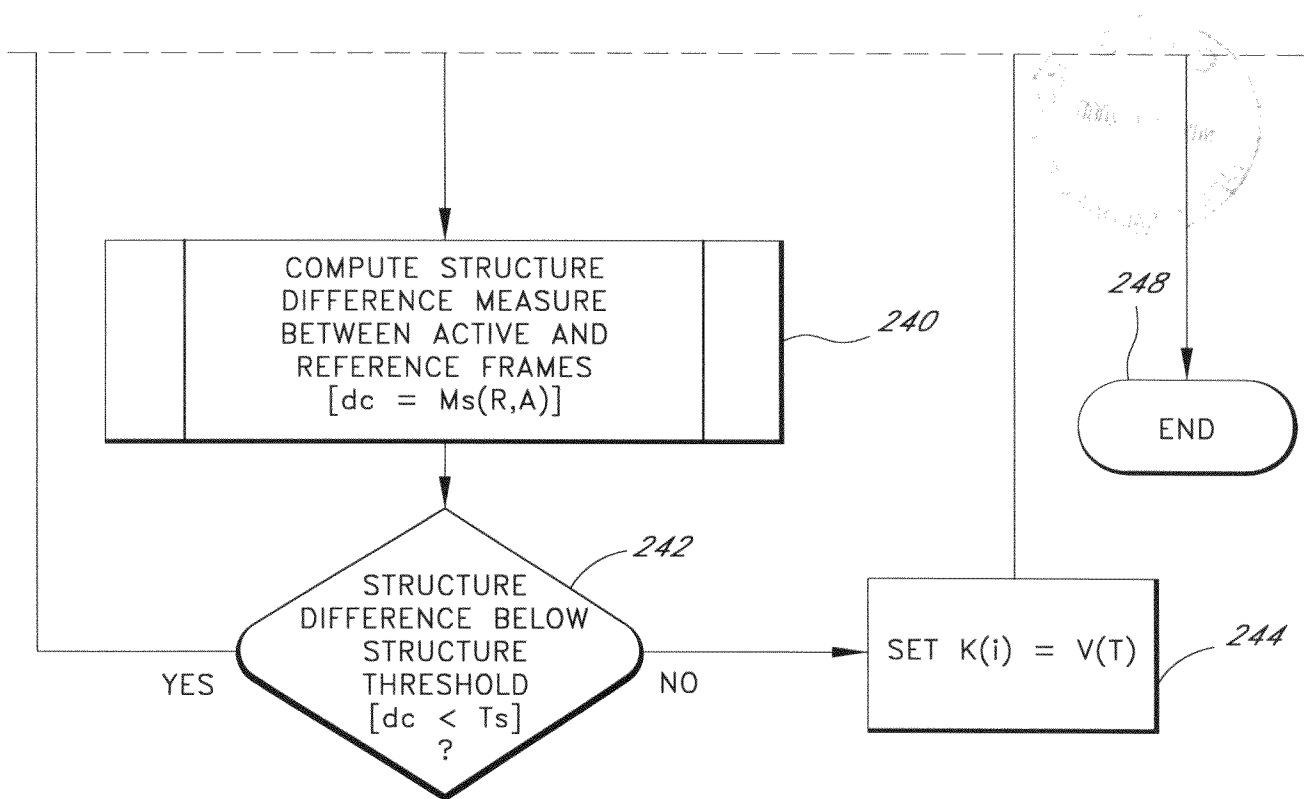 COMPUTE STRUCTURE
DIFFERENCE MEASURE
BETWEEN ACTIVE AND
REFERENCE FRAMES
[dc = Ms(R,A)]
240
248
END
242
STRUCTURE
DIFFERENCE BELOW
STRUCTURE
THRESHOLD
[dc < Ts]
?
YES
NO
SET K(i) = V(T)
244